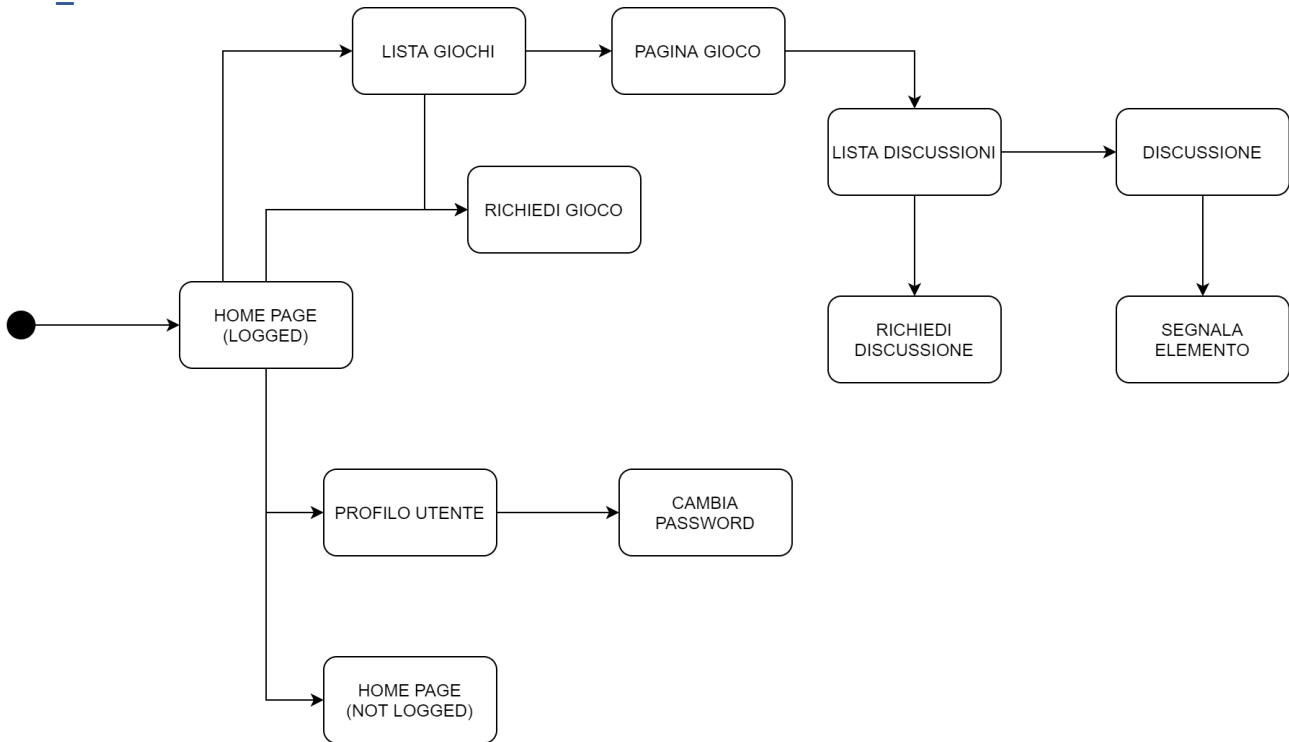 LISTA GIOCHI
PAGINA GIOCO
LISTA DISCUSSIONI
DISCUSSIONE
RICHIEDI GIOCO
HOME PAGE
(LOGGED)
RICHIEDI
DISCUSSIONE
SEGNALA
ELEMENTO
PROFILO UTENTE
CAMBIA
PASSWORD
HOME PAGE
(NOT LOGGED)